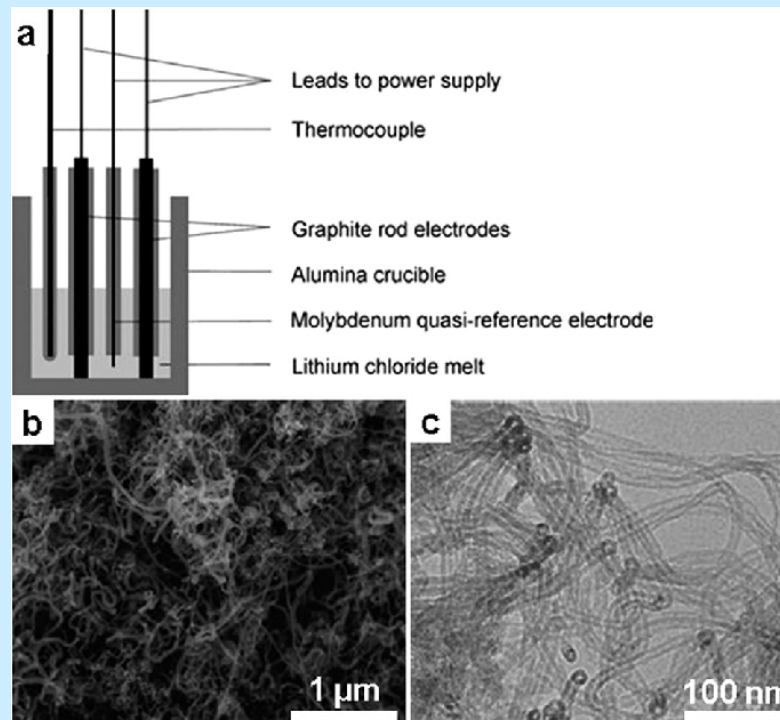 a
Leads to power supply
Thermocouple
Graphite rod electrodes
Alumina crucible
Molybdenum quasi-reference electrode
Lithium chloride melt
b
1 µm
c
100 nm